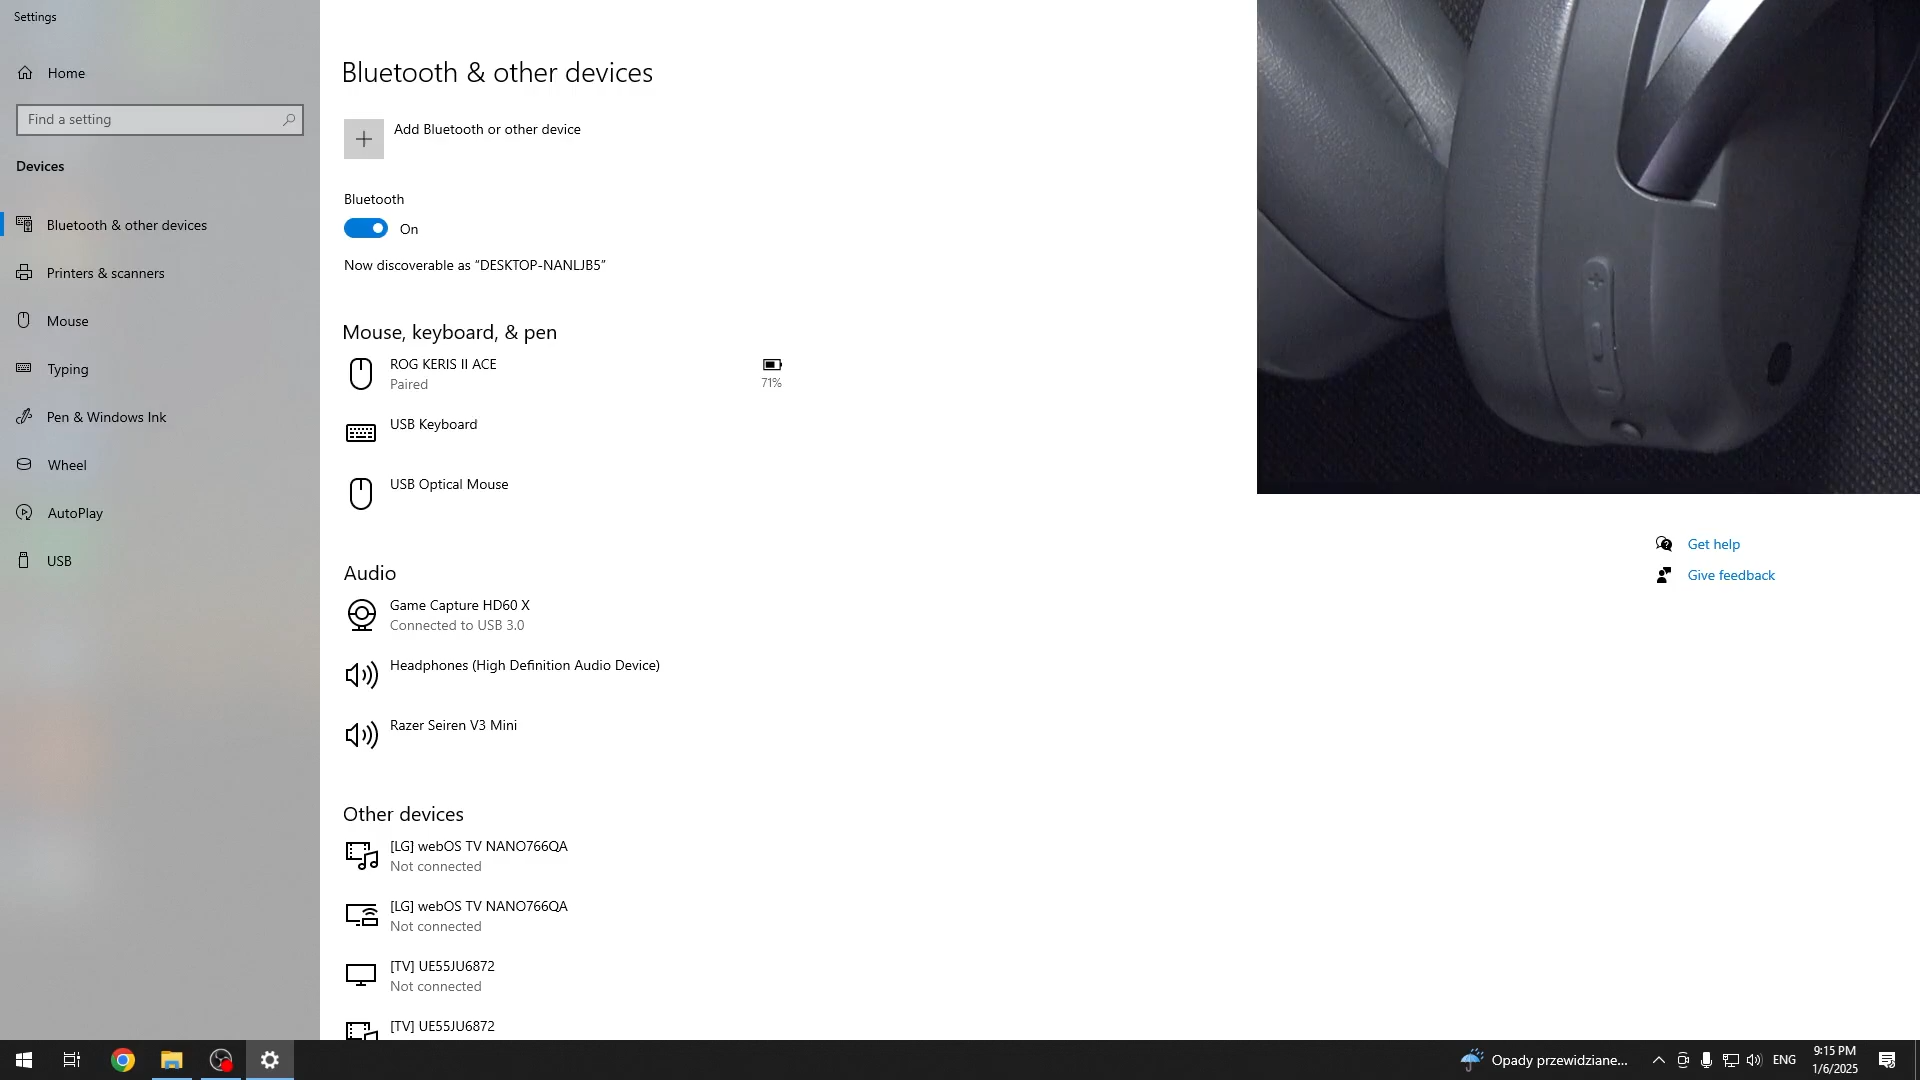 Settings
Home
Find a setting
Devices
Bluetooth & other devices
Printers & scanners
Mouse
Typing
Pen & Windows Ink
Wheel
AutoPlay
USB
Bluetooth & other devices
Add Bluetooth or other device
Bluetooth
On
Now discoverable as “DESKTOP-NANLJB5”
Mouse, keyboard, & pen
ROG KERIS II ACE
Paired
71%
USB Keyboard
USB Optical Mouse
Audio
Game Capture HD60 X
Connected to USB 3.0
Headphones (High Definition Audio Device)
Razer Seiren V3 Mini
Other devices
[LG] webOS TV NANO766QA
Not connected
[LG] webOS TV NANO766QA
Not connected
[TV] UE55JU6872
Not connected
[TV] UE55JU6872
Get help
Give feedback
Opady przewidziane...
ENG
9:15 PM
1/6/2025